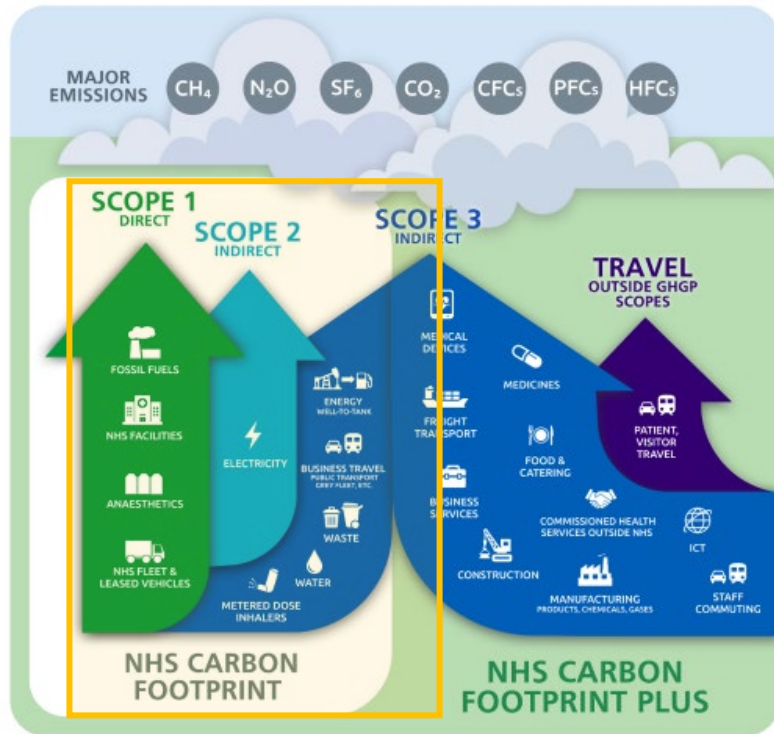 MAJOR
EMISSIONS
CH₄
N₂O
SF₆
CO₂
CFCs
PFCs
HFCs
SCOPE 1
DIRECT
SCOPE 2
INDIRECT
SCOPE 3
INDIRECT
TRAVEL
OUTSIDE GHGP
SCOPES
FOSSIL FUELS
NHS FACILITIES
ANAESTHETICS
NHS FLEET &
LEASED VEHICLES
ELECTRICITY
ENERGY
WELL-TO-TANK
BUSINESS TRAVEL
PUBLIC TRANSPORT
GREY FLEET, ETC.
WASTE
WATER
METERED DOSE
INHALERS
MEDICAL
DEVICES
MEDICINES
FREIGHT
TRANSPORT
FOOD &
CATERING
BUSINESS
SERVICES
COMMISSIONED HEALTH
SERVICES OUTSIDE NHS
CONSTRUCTION
MANUFACTURING
PRODUCTS, CHEMICALS, GASES
PATIENT,
VISITOR
TRAVEL
ICT
STAFF
COMMUTING
NHS CARBON
FOOTPRINT
NHS CARBON
FOOTPRINT PLUS